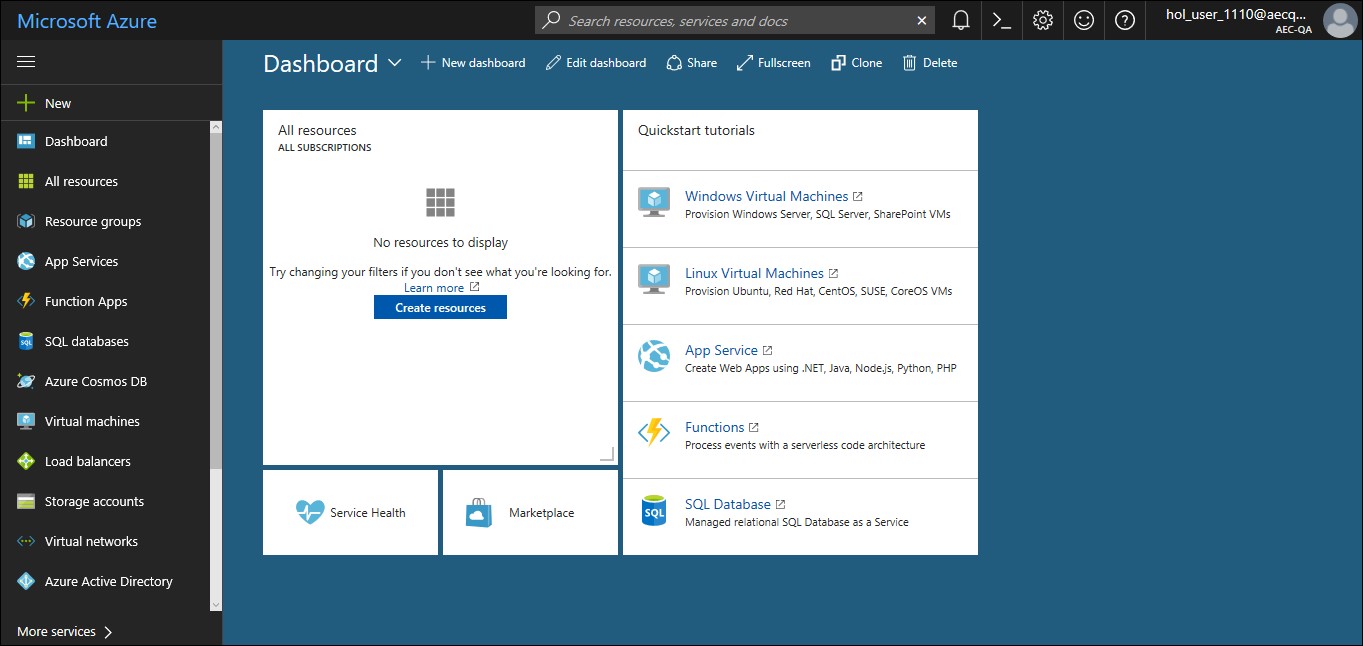 Microsoft Azure
Search resources, services and docs
hol_user_1110@aecq...
AEC-QA
New
Dashboard
All resources
Resource groups
App Services
Function Apps
SQL databases
SQL
Azure Cosmos DB
Virtual machines
Load balancers
Storage accounts
Virtual networks
Azure Active Directory
More services
Dashboard
New dashboard
Edit dashboard
Share
Fullscreen
Clone
Delete
All resources
ALL SUBSCRIPTIONS
No resources to display
Try changing your filters if you don't see what you're looking for.
Learn more
Create resources
Service Health
Marketplace
Quickstart tutorials
Windows Virtual Machines
Provision Windows Server, SQL Server, SharePoint VMs
Linux Virtual Machines
Provision Ubuntu, Red Hat, CentOS, SUSE, CoreOS VMs
App Service
Create Web Apps using .NET, Java, Node.js, Python, PHP
Functions
Process events with a serverless code architecture
SQL
SQL Database
Managed relational SQL Database as a Service